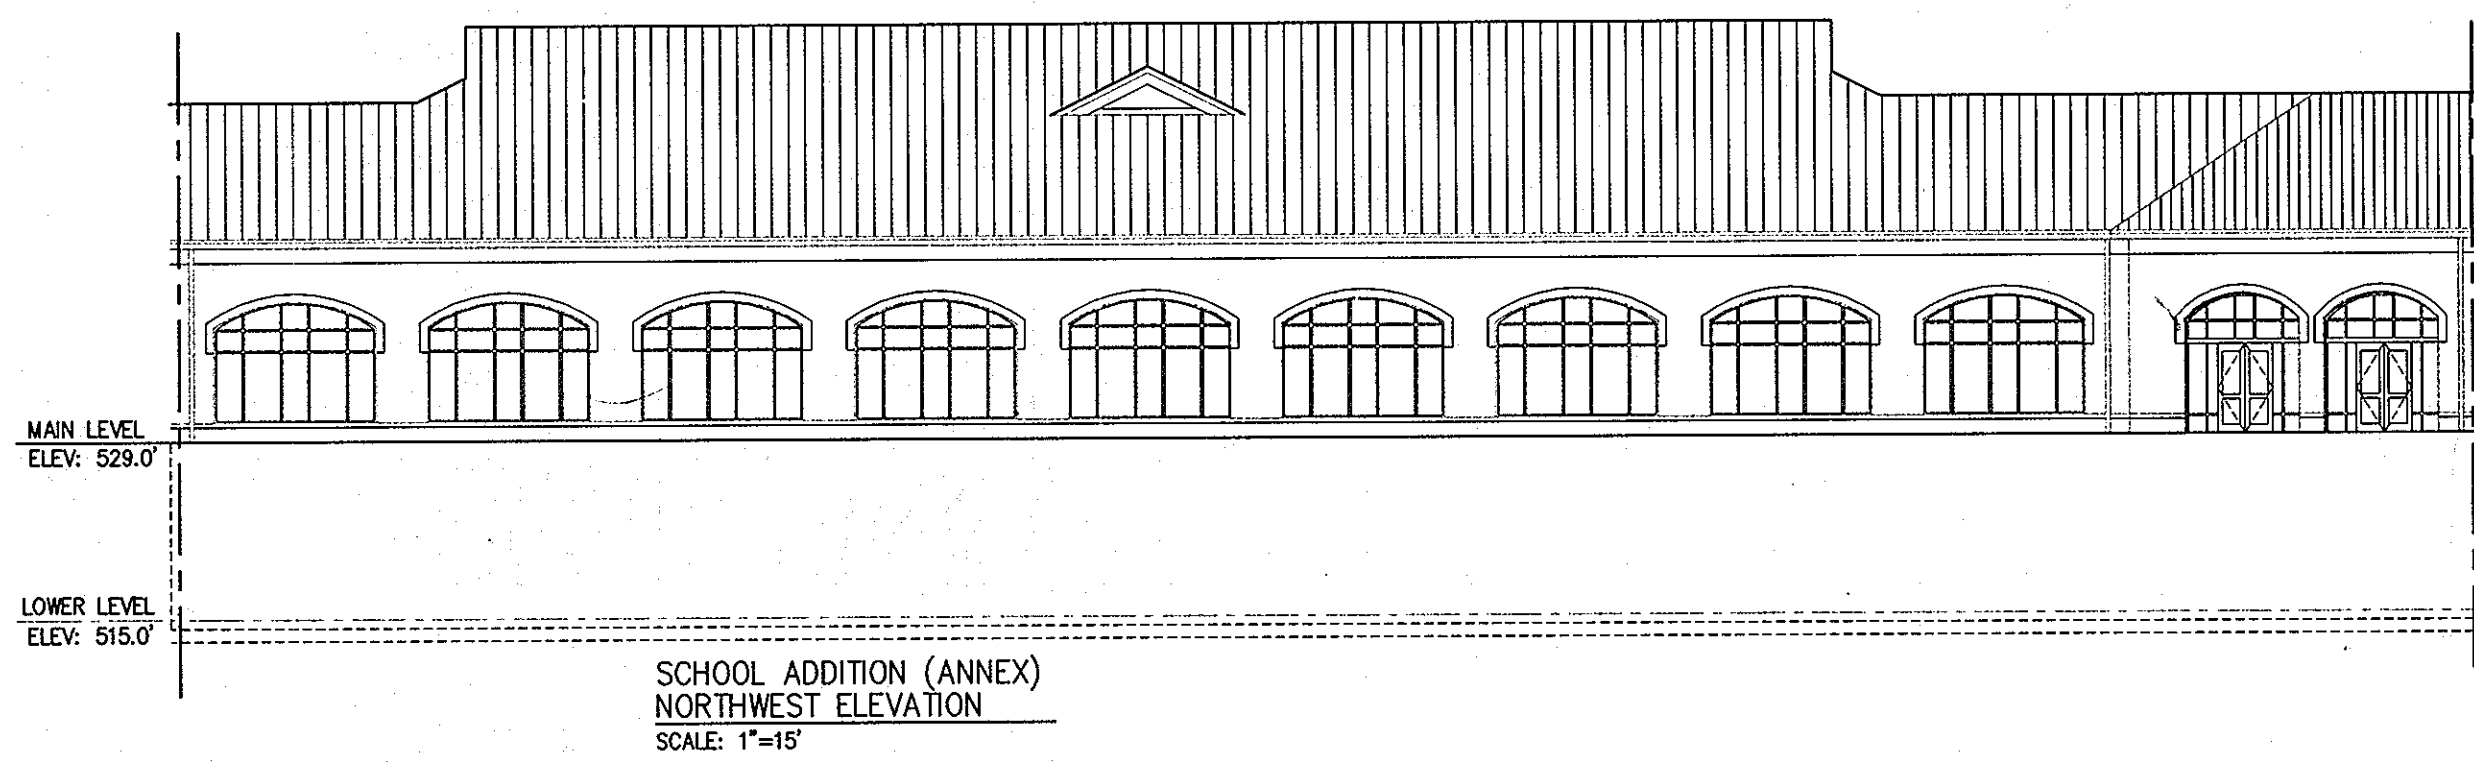 MAIN LEVEL
ELEV: 529.0'
LOWER LEVEL
ELEV: 515.0'
SCHOOL ADDITION (ANNEX)
NORTHWEST ELEVATION
SCALE: 1"=15'